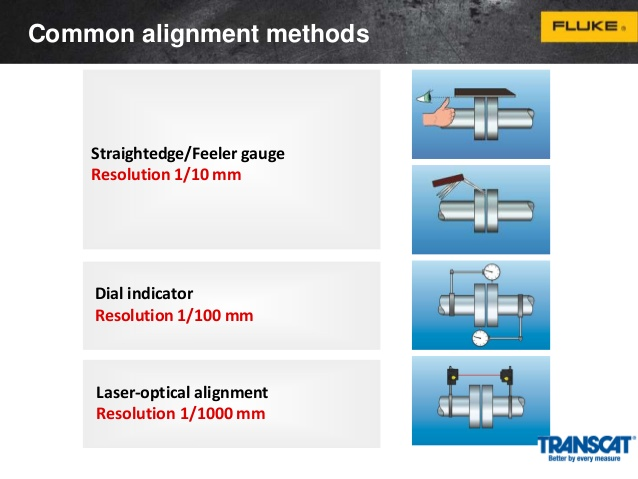 Common alignment methods
FLUKE®
Straightedge/Feeler gauge
Resolution 1/10 mm
Dial indicator
Resolution 1/100 mm
Laser-optical alignment
Resolution 1/1000 mm
TRANSCAT
Better by every measure